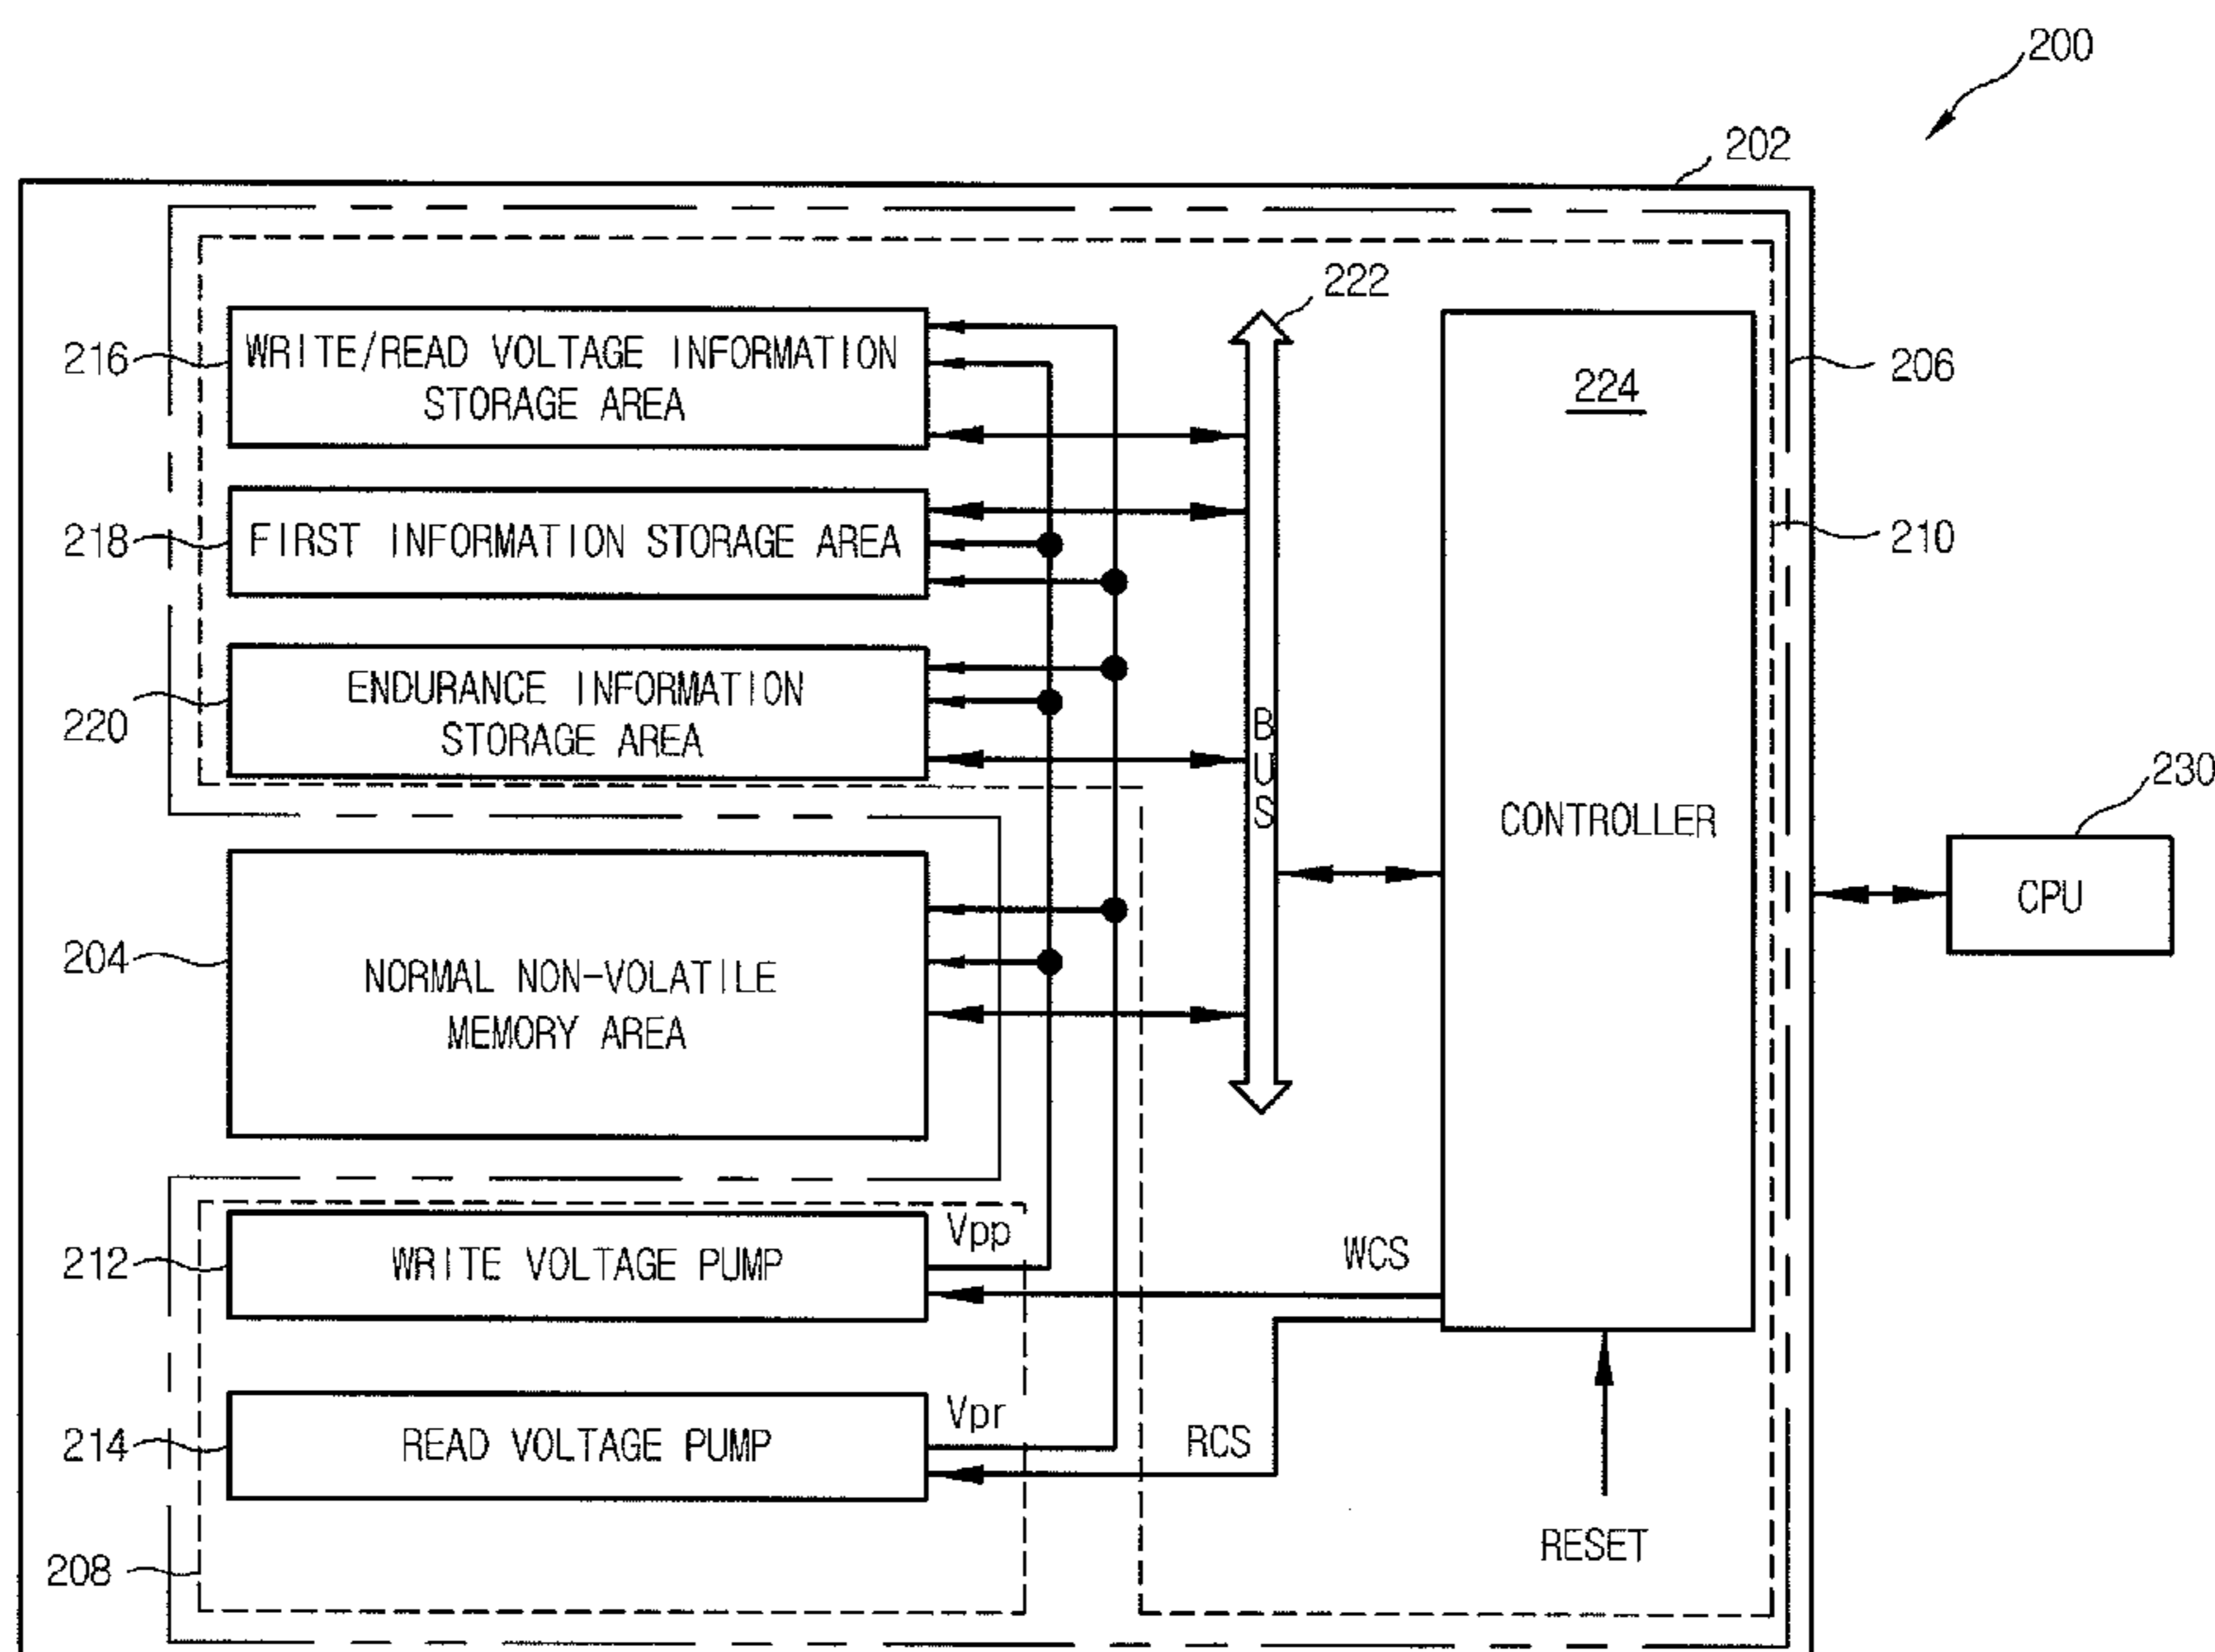 200
202
222
216
WRITE/READ VOLTAGE INFORMATION
STORAGE AREA
224
206
218
FIRST INFORMATION STORAGE AREA
210
220
ENDURANCE INFORMATION
STORAGE AREA
BUS
CONTROLLER
230
CPU
204
NORMAL NON-VOLATILE
MEMORY AREA
212
WRITE VOLTAGE PUMP
Vpp
WCS
214
READ VOLTAGE PUMP
Vpr
RCS
RESET
208